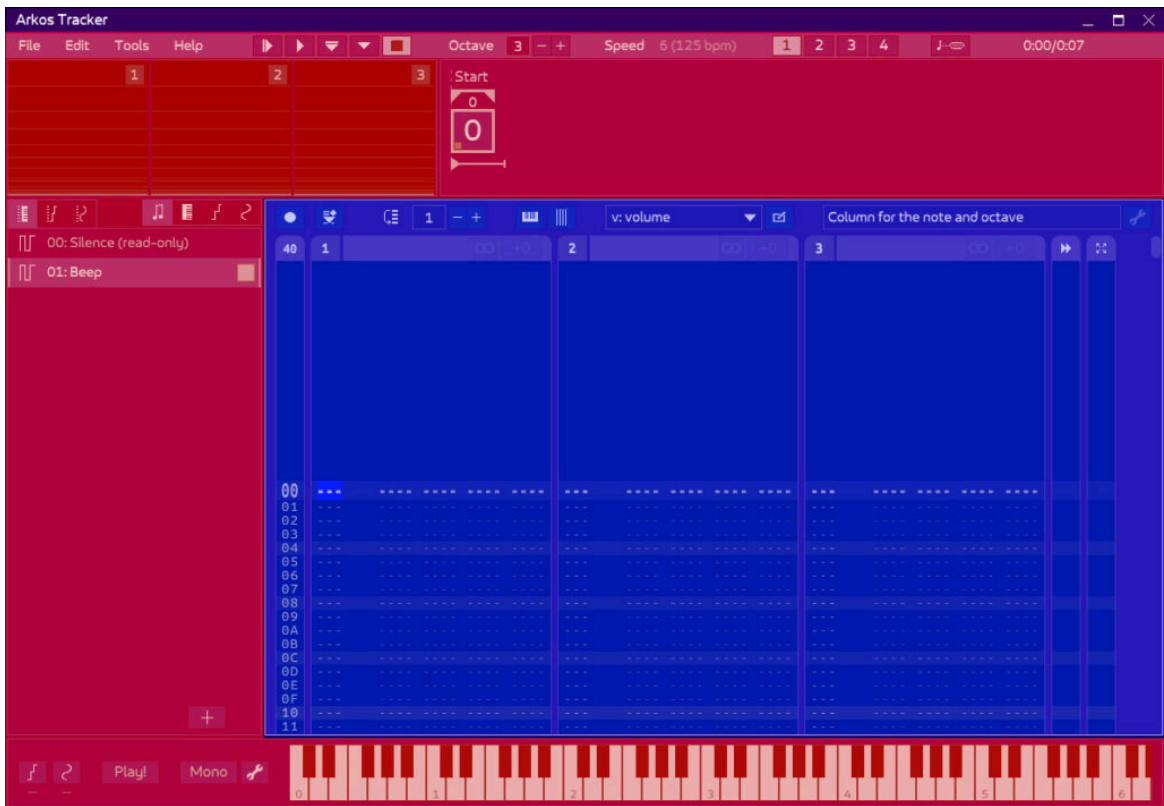 Arkos Tracker
File Edit Tools Help Octave 3 - + Speed 6 (125 bpm) 1 2 3 4 0:00/0:07
1 2 3 Start
0
0
00: Silence (read-only)
01: Beep
1 - + v: volume Column for the note and octave
40 1 +0 2 +0 3 +0
00 --- ---- ---- ---- ---- --- ---- ---- ---- ---- --- ---- ---- ---- ----
01 --- ---- ---- ---- ---- --- ---- ---- ---- ---- --- ---- ---- ---- ----
02 --- ---- ---- ---- ---- --- ---- ---- ---- ---- --- ---- ---- ---- ----
03 --- ---- ---- ---- ---- --- ---- ---- ---- ---- --- ---- ---- ---- ----
04 --- ---- ---- ---- ---- --- ---- ---- ---- ---- --- ---- ---- ---- ----
05 --- ---- ---- ---- ---- --- ---- ---- ---- ---- --- ---- ---- ---- ----
06 --- ---- ---- ---- ---- --- ---- ---- ---- ---- --- ---- ---- ---- ----
07 --- ---- ---- ---- ---- --- ---- ---- ---- ---- --- ---- ---- ---- ----
08 --- ---- ---- ---- ---- --- ---- ---- ---- ---- --- ---- ---- ---- ----
09 --- ---- ---- ---- ---- --- ---- ---- ---- ---- --- ---- ---- ---- ----
0A --- ---- ---- ---- ---- --- ---- ---- ---- ---- --- ---- ---- ---- ----
0B --- ---- ---- ---- ---- --- ---- ---- ---- ---- --- ---- ---- ---- ----
0C --- ---- ---- ---- ---- --- ---- ---- ---- ---- --- ---- ---- ---- ----
0D --- ---- ---- ---- ---- --- ---- ---- ---- ---- --- ---- ---- ---- ----
0E --- ---- ---- ---- ---- --- ---- ---- ---- ---- --- ---- ---- ---- ----
0F --- ---- ---- ---- ---- --- ---- ---- ---- ---- --- ---- ---- ---- ----
10 --- ---- ---- ---- ---- --- ---- ---- ---- ---- --- ---- ---- ---- ----
11 --- ---- ---- ---- ---- --- ---- ---- ---- ---- --- ---- ---- ---- ----
+
Play! Mono
0 1 2 3 4 5 6